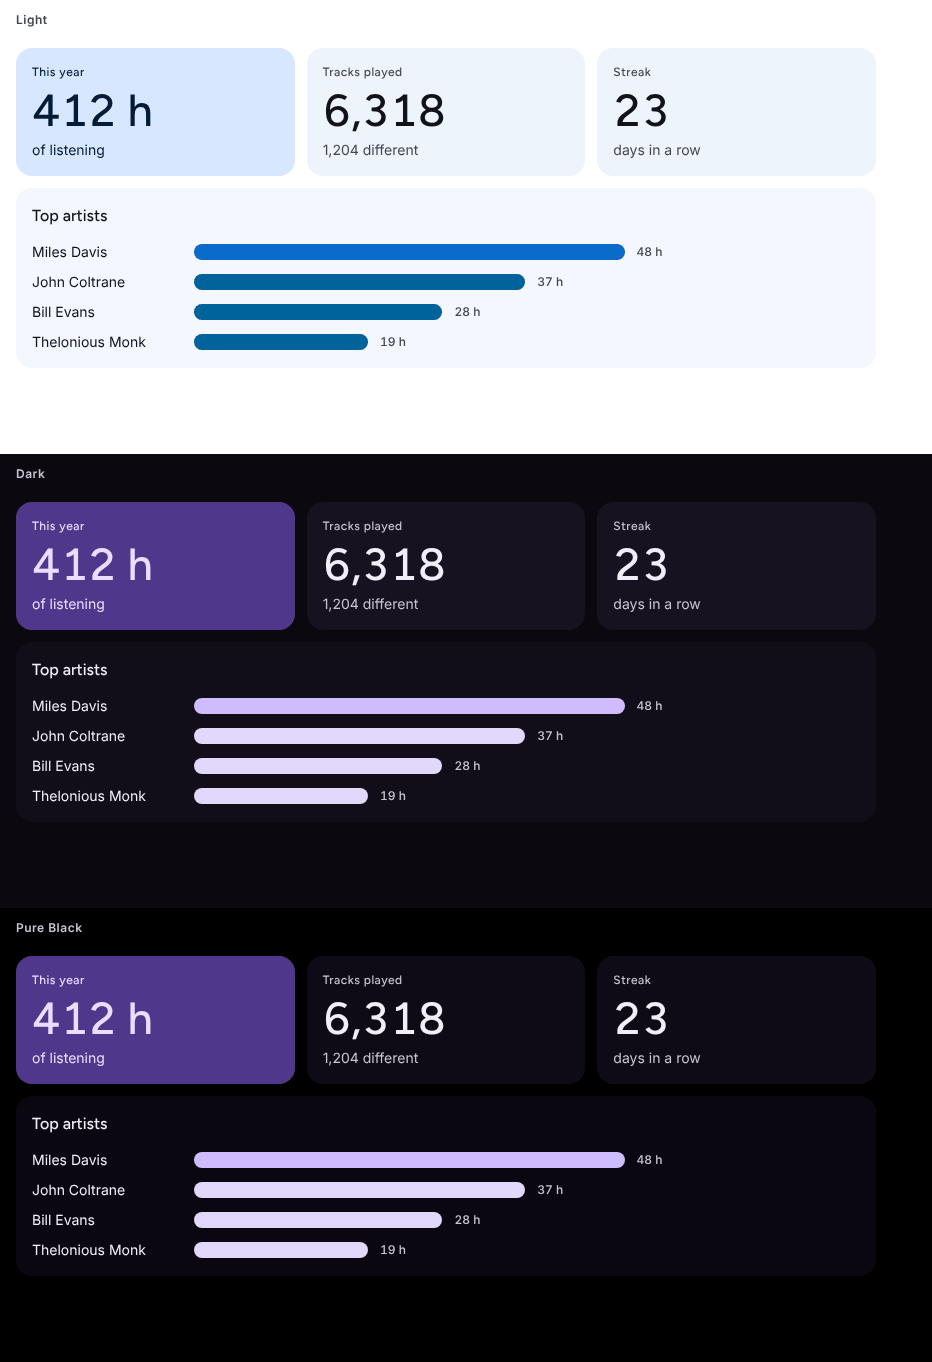 Light
This year
412 h
of listening
Tracks played
6,318
1,204 different
Streak
23
days in a row
Top artists
Miles Davis 48 h
John Coltrane 37 h
Bill Evans 28 h
Thelonious Monk 19 h
Dark
This year
412 h
of listening
Tracks played
6,318
1,204 different
Streak
23
days in a row
Top artists
Miles Davis 48 h
John Coltrane 37 h
Bill Evans 28 h
Thelonious Monk 19 h
Pure Black
This year
412 h
of listening
Tracks played
6,318
1,204 different
Streak
23
days in a row
Top artists
Miles Davis 48 h
John Coltrane 37 h
Bill Evans 28 h
Thelonious Monk 19 h